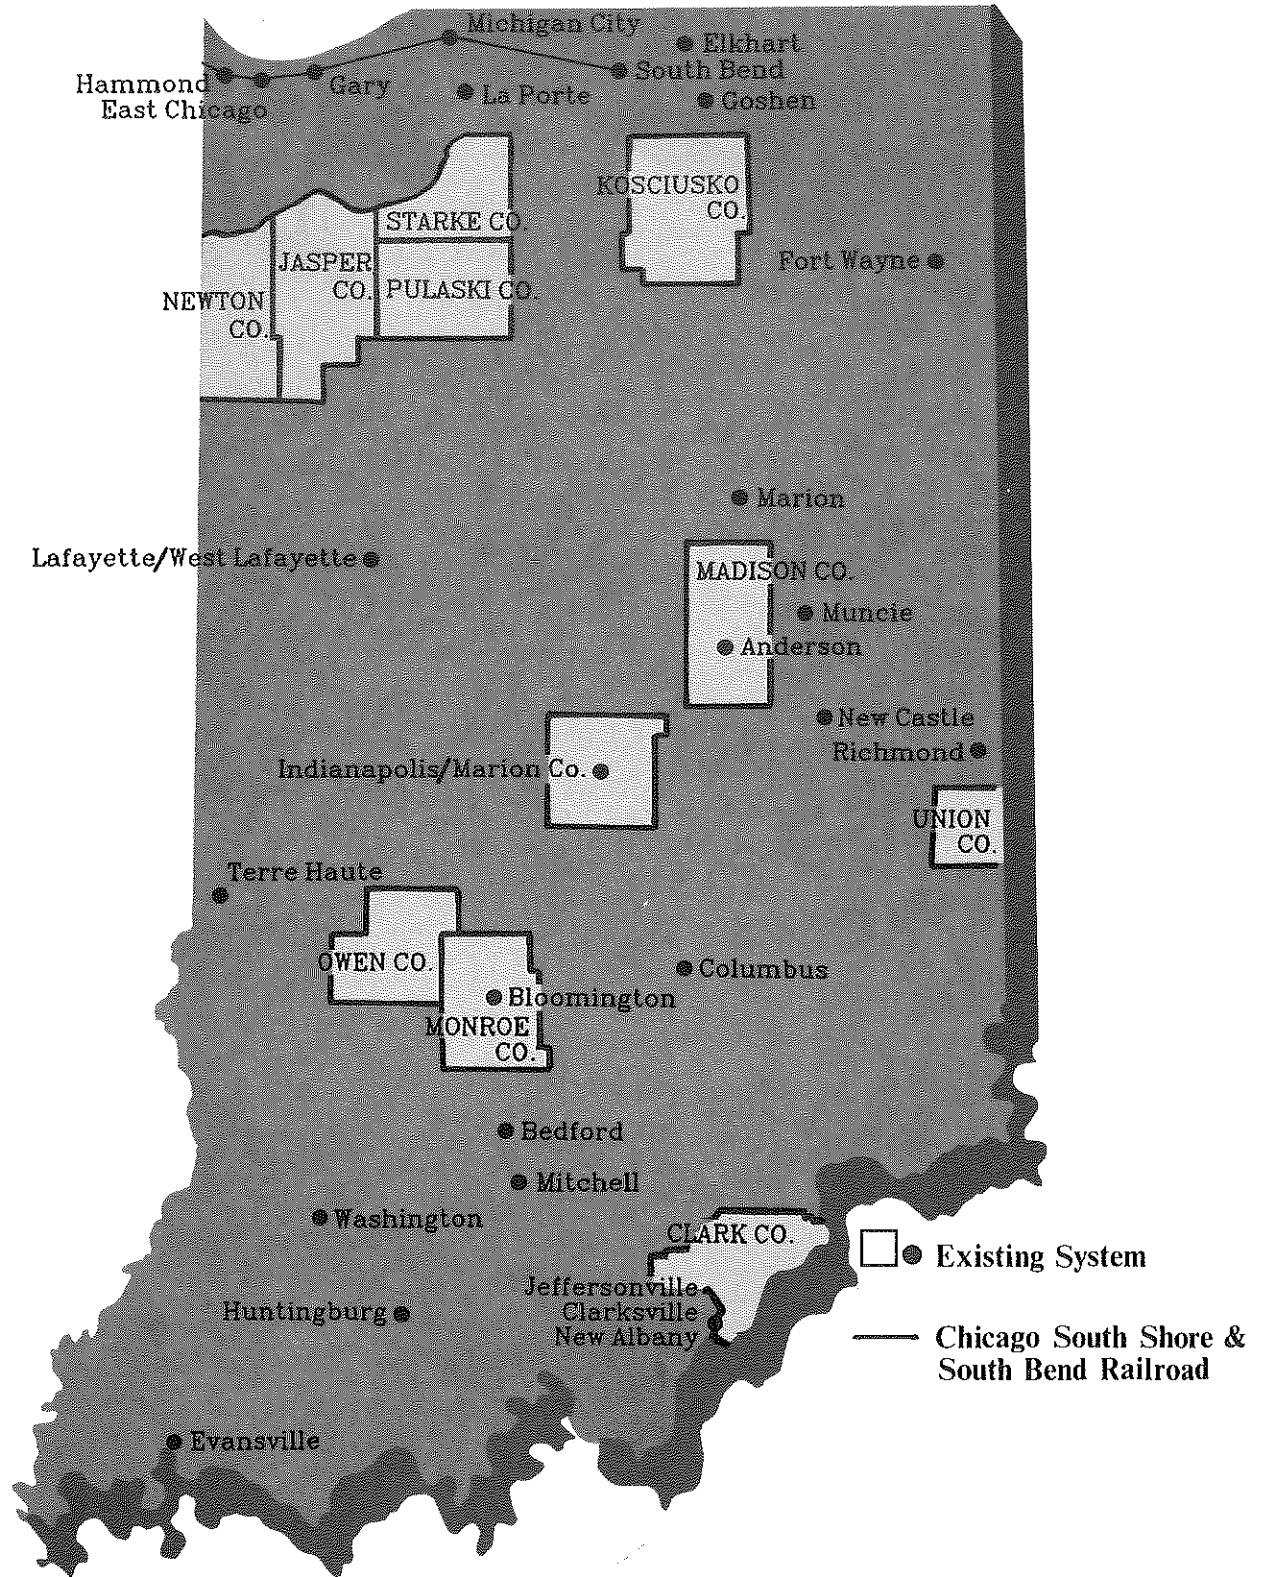 Michigan City
Elkhart
South Bend
Hammond
Gary
La Porte
Goshen
East Chicago
KOSCIUSKO
CO.
STARKE CO.
JASPER
CO.
PULASKI CO.
NEWTON
CO.
Fort Wayne
Marion
Lafayette/West Lafayette
MADISON CO.
Muncie
Anderson
New Castle
Richmond
Indianapolis/Marion Co.
UNION
CO.
Terre Haute
OWEN CO.
Columbus
Bloomington
MONROE
CO.
Bedford
Mitchell
Washington
CLARK CO.
Existing System
Jeffersonville
Clarksville
New Albany
Huntingburg
Chicago South Shore &
South Bend Railroad
Evansville